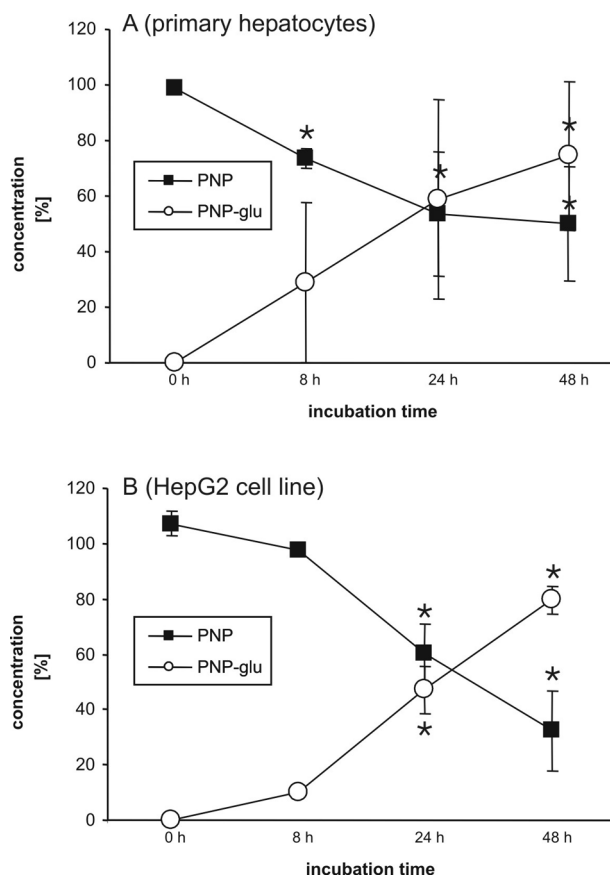 A (primary hepatocytes)
120
100
80
60
40
20
0
concentration
[%]
PNP
PNP-glu
*
*
*
*
0 h
8 h
24 h
48 h
incubation time
B (HepG2 cell line)
120
100
80
60
40
20
0
concentration
[%]
PNP
PNP-glu
*
*
*
*
0 h
8 h
24 h
48 h
incubation time